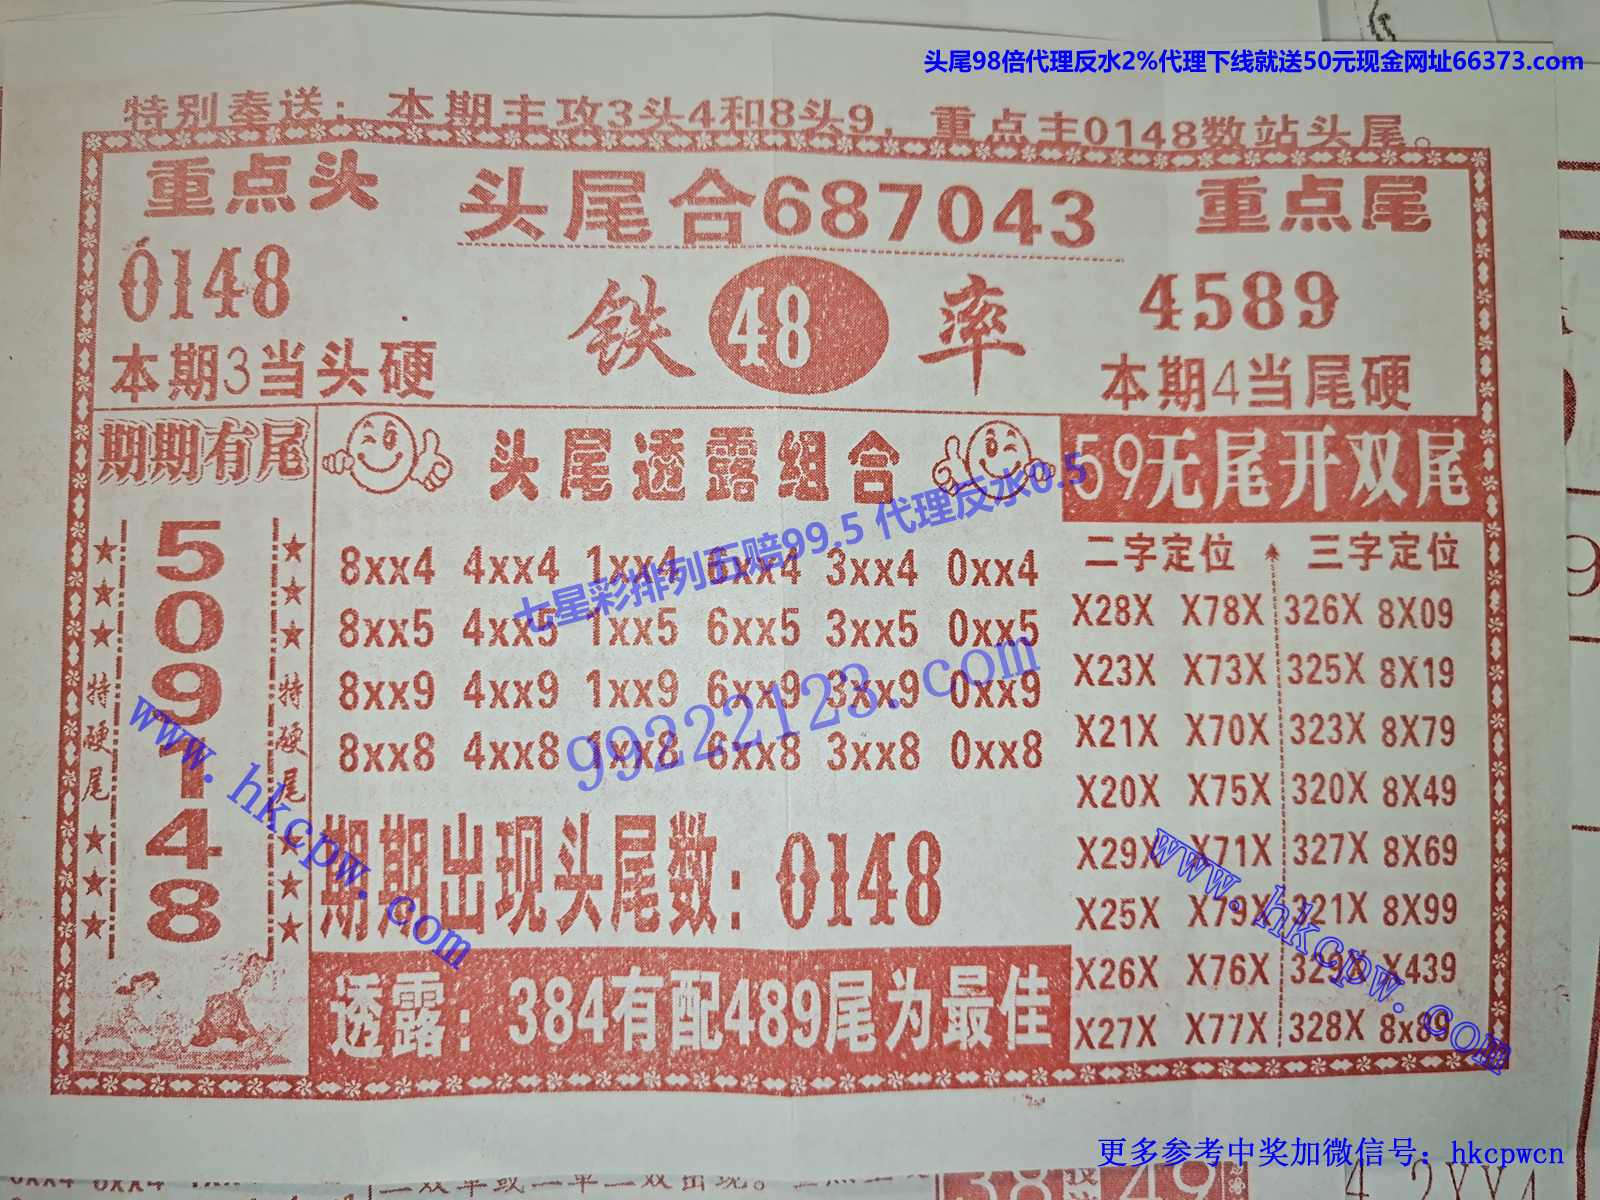 头尾98倍代理反水2%代理下线就送50元现金网址66373.com
特别奉送：本期主攻3头4和8头9，重点主0148数站头尾。
重点头
头尾合687043
重点尾
0148
铁 48 率
4589
本期3当头硬
本期4当尾硬
期期有尾
头尾透露组合
59无尾开双尾
5
0
9
1
4
8
特硬尾
特硬尾
8xx4 4xx4 1xx4 6xx4 3xx4 0xx4
8xx5 4xx5 1xx5 6xx5 3xx5 0xx5
8xx9 4xx9 1xx9 6xx9 3xx9 0xx9
8xx8 4xx8 1xx8 6xx8 3xx8 0xx8
期期出现头尾数：0148
透露：384有配489尾为最佳
二字定位 三字定位
X28X X78X 326X 8X09
X23X X73X 325X 8X19
X21X X70X 323X 8X79
X20X X75X 320X 8X49
X29X X71X 327X 8X69
X25X X79X 321X 8X99
X26X X76X 329X X439
X27X X77X 328X 8x89
七星彩排列五赔99.5 代理反水0.5
99222123.com
www.hkcpw.com
www.hkcpw.com
更多参考中奖加微信号：hkcpwcn
38
49
4 2XX4